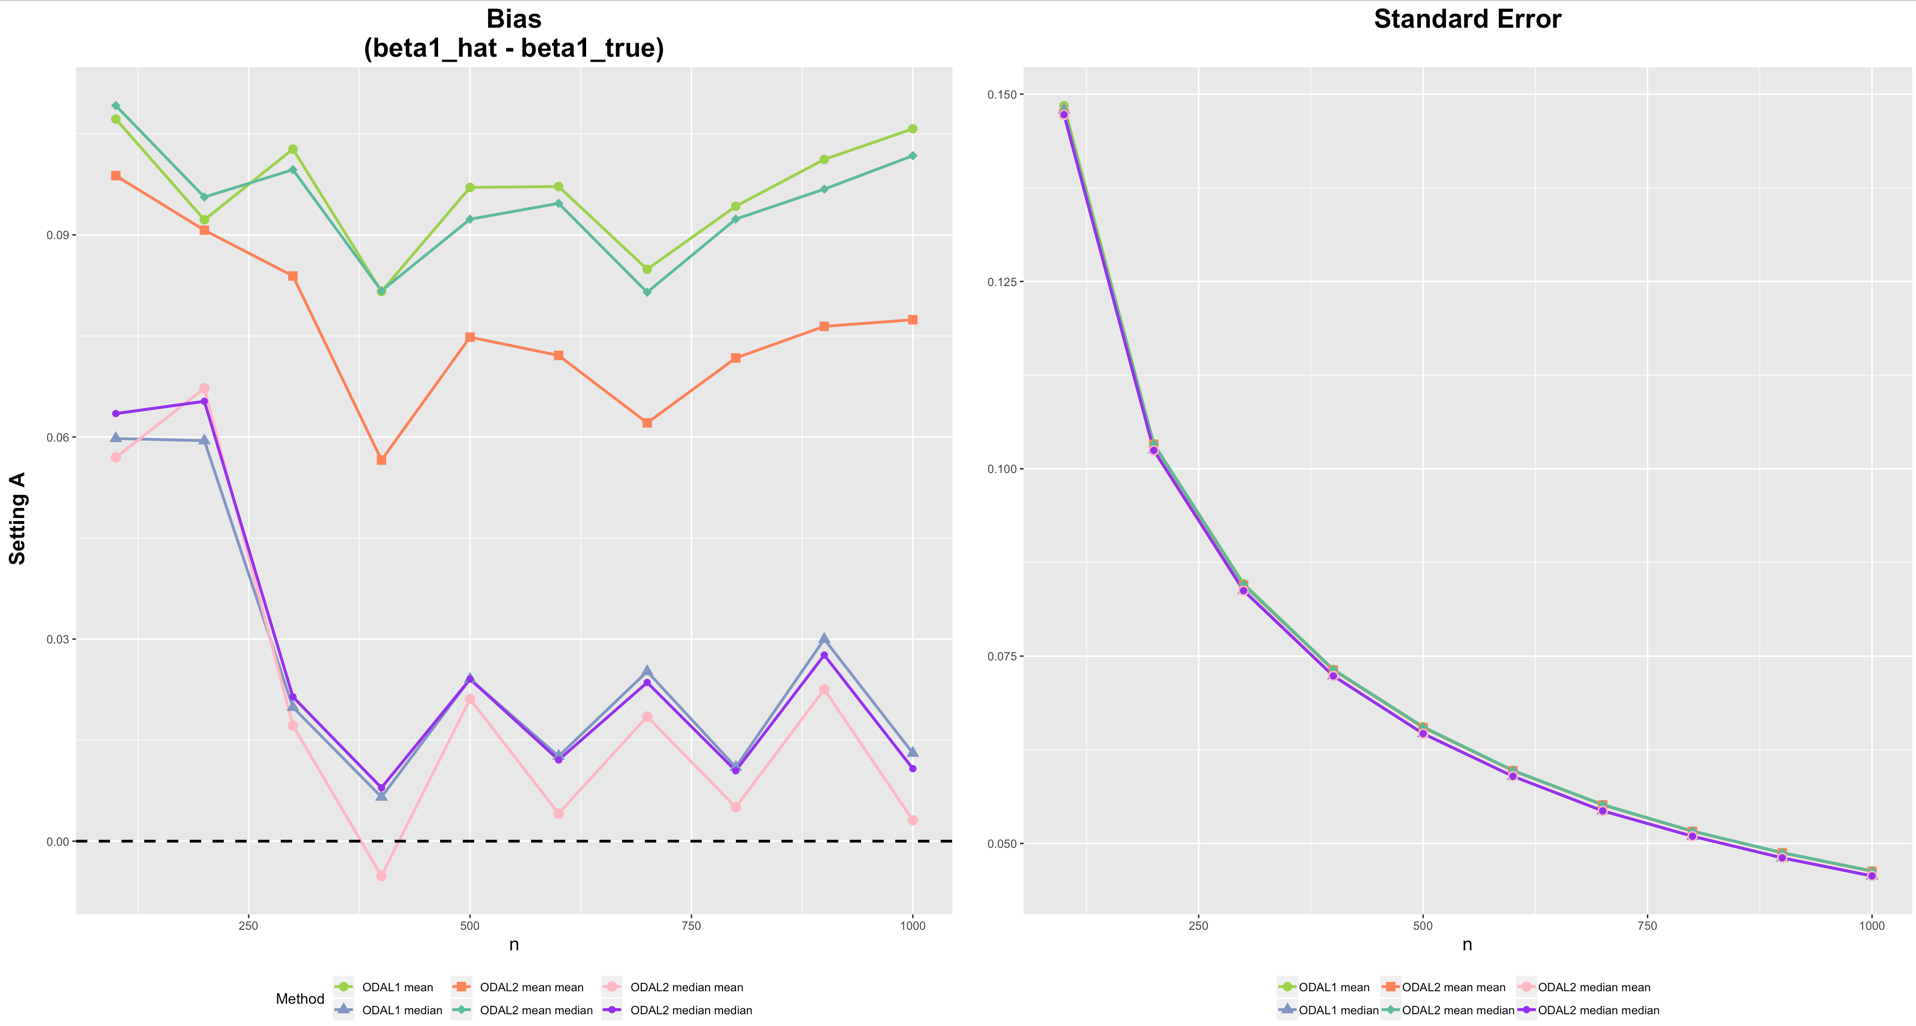 Bias
(beta1_hat - beta1_true)
Setting A
0.09
0.06
0.03
0.00
250 500 750 1000
n
Method
ODAL1 mean ODAL2 mean mean ODAL2 median mean
ODAL1 median ODAL2 mean median ODAL2 median median
Standard Error
0.150
0.125
0.100
0.075
0.050
250 500 750 1000
n
ODAL1 mean ODAL2 mean mean ODAL2 median mean
ODAL1 median ODAL2 mean median ODAL2 median median